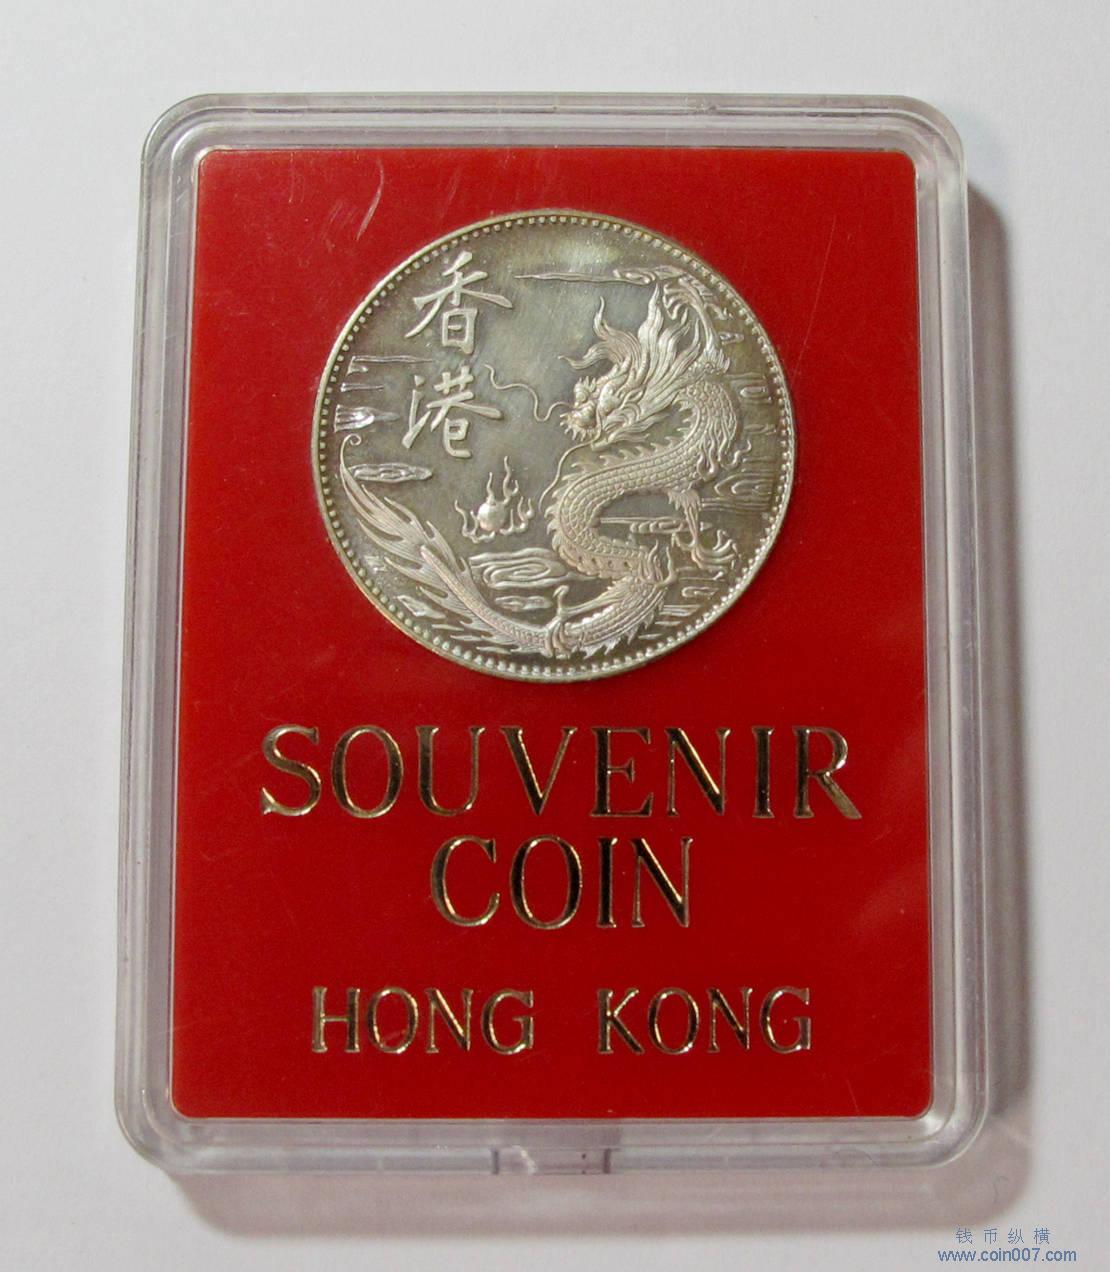 香
港
SOUVENIR
COIN
HONG KONG
钱币纵横
www.coin007.com